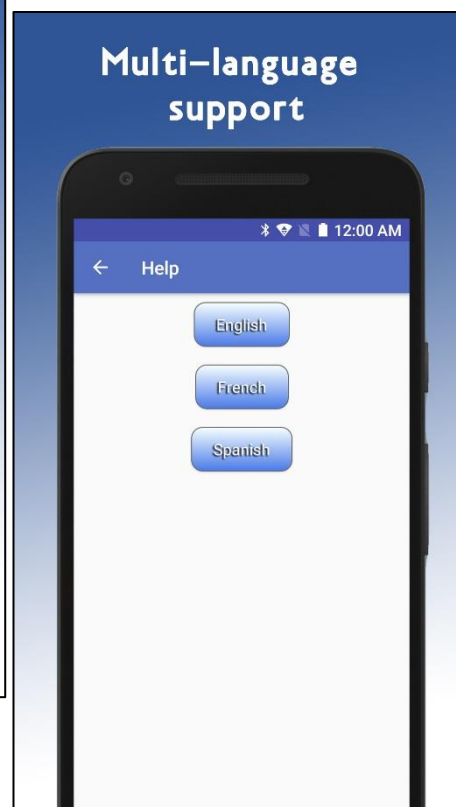 Multi-language
support
12:00 AM
Help
English
French
Spanish